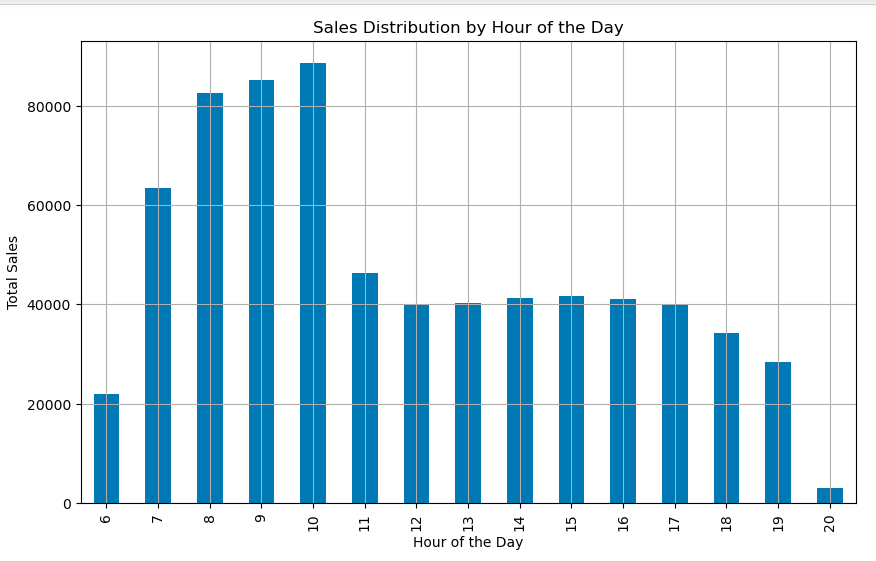 Sales Distribution by Hour of the Day
80000
60000
40000
20000
0
Total Sales
6 7 8 9 10 11 12 13 14 15 16 17 18 19 20
Hour of the Day